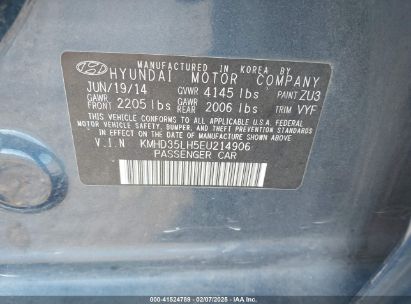 MANUFACTURED IN KOREA BY
HYUNDAI MOTOR COMPANY
JUN/19/14 GVWR 4145 lbs PAINT ZU3
GAWR FRONT 2205 lbs GAWR REAR 2006 lbs TRIM VYF
THIS VEHICLE CONFORMS TO ALL APPLICABLE U.S.A. FEDERAL
MOTOR VEHICLE SAFETY, BUMPER, AND THEFT PREVENTION
STANDARDS IN EFFECT ON THE DATE OF MANUFACTURE SHOWN ABOVE.
V.I.N KMHD35LH5EU214906
PASSENGER CAR
STOCK ID: 41524789 - 02/07/2025 - © IAA